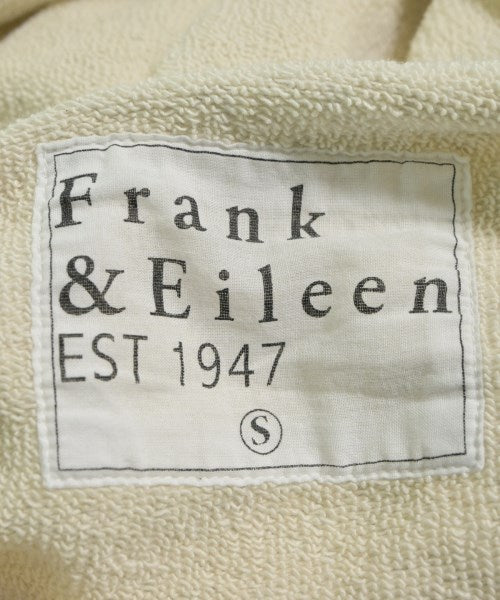 Frank
& Eileen
EST 1947
S